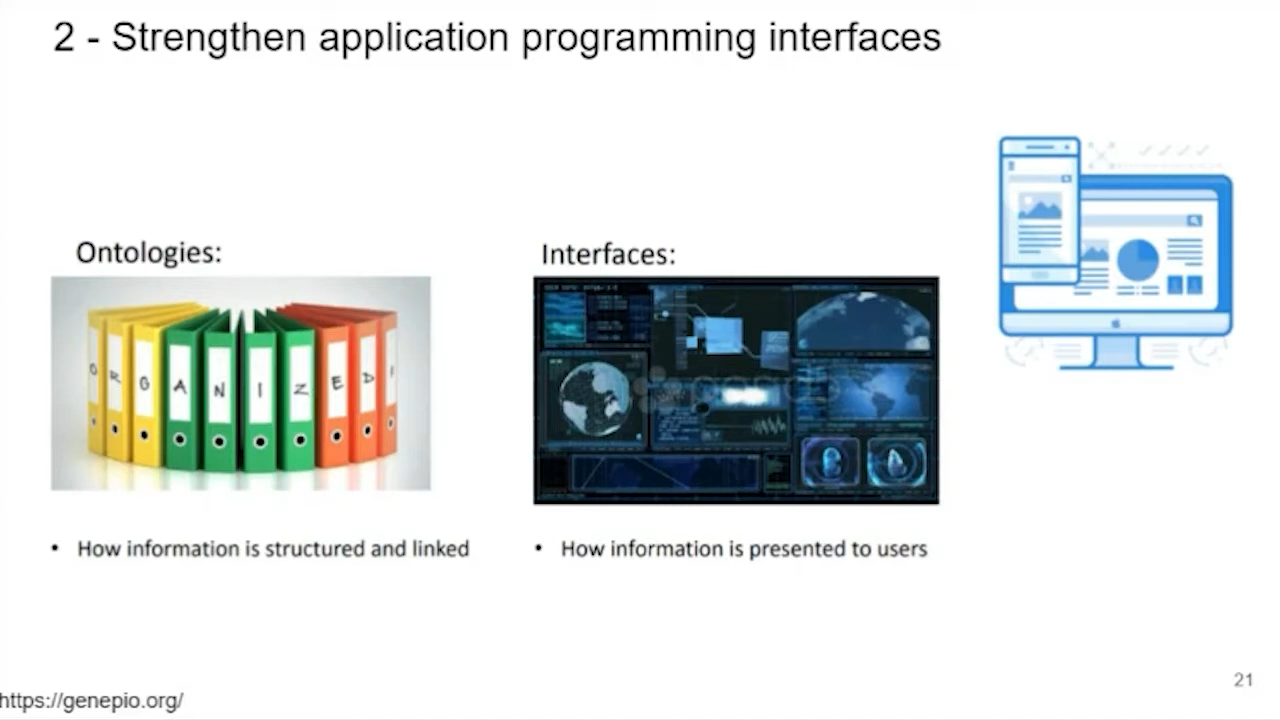 2 - Strengthen application programming interfaces
Ontologies:
Interfaces:
ORGANIZED!
• How information is structured and linked
• How information is presented to users
21
https://genepio.org/